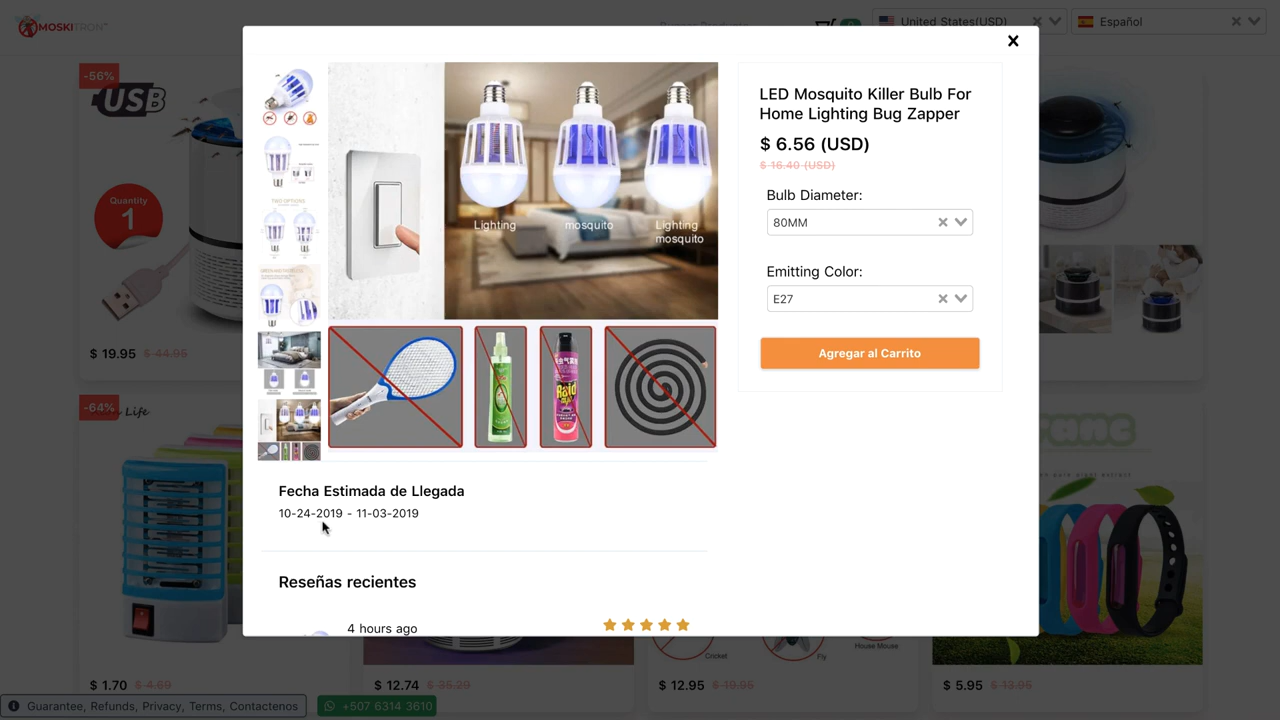 MOSKITRON
United States(USD)
Español
-56%
USB
Quantity
1
$ 19.95 $ 44.95
-64%
Life
$ 1.70 $ 4.69
TWO OPTIONS
Lighting
mosquito
Lighting
mosquito
Raid
LED Mosquito Killer Bulb For
Home Lighting Bug Zapper
$ 6.56 (USD)
$ 16.40 (USD)
Bulb Diameter:
80MM
Emitting Color:
E27
Agregar al Carrito
Fecha Estimada de Llegada
10-24-2019 - 11-03-2019
Reseñas recientes
4 hours ago
Cricket
Fly
House Mouse
$ 12.74 $ 35.29
$ 12.95 $ 19.95
$ 5.95 $ 13.95
Guarantee, Refunds, Privacy, Terms, Contactenos
+507 6314 3610